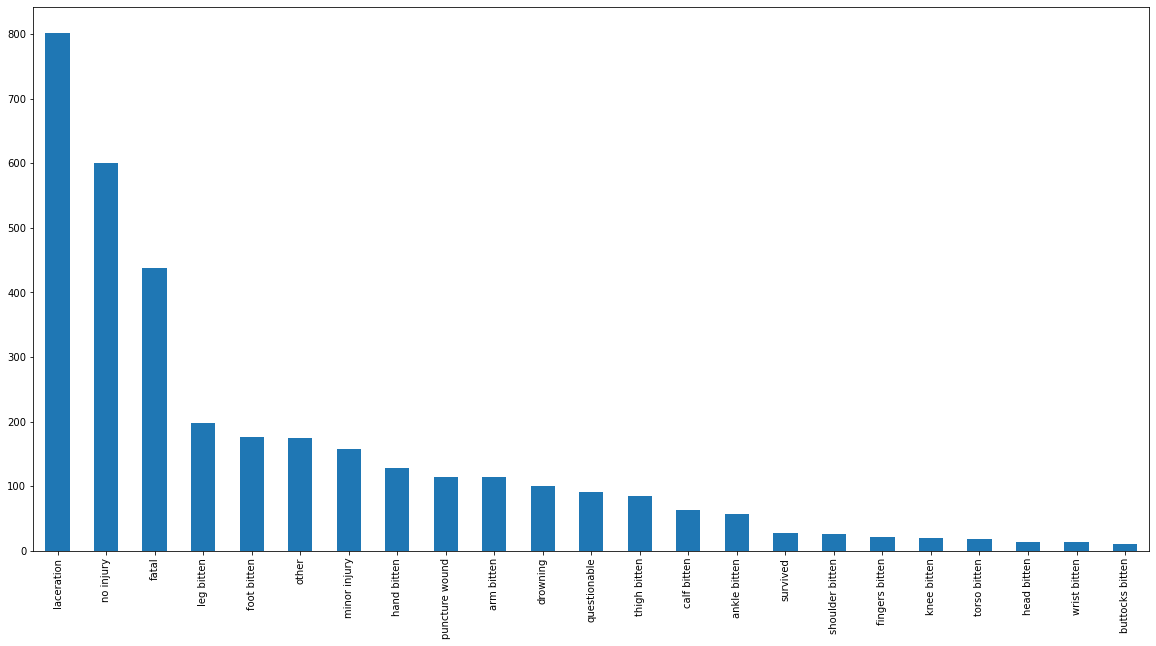 800
700
600
500
400
300
200
100
0
laceration
no injury
fatal
leg bitten
foot bitten
other
minor injury
hand bitten
puncture wound
arm bitten
drowning
questionable
thigh bitten
calf bitten
ankle bitten
survived
shoulder bitten
fingers bitten
knee bitten
torso bitten
head bitten
wrist bitten
buttocks bitten